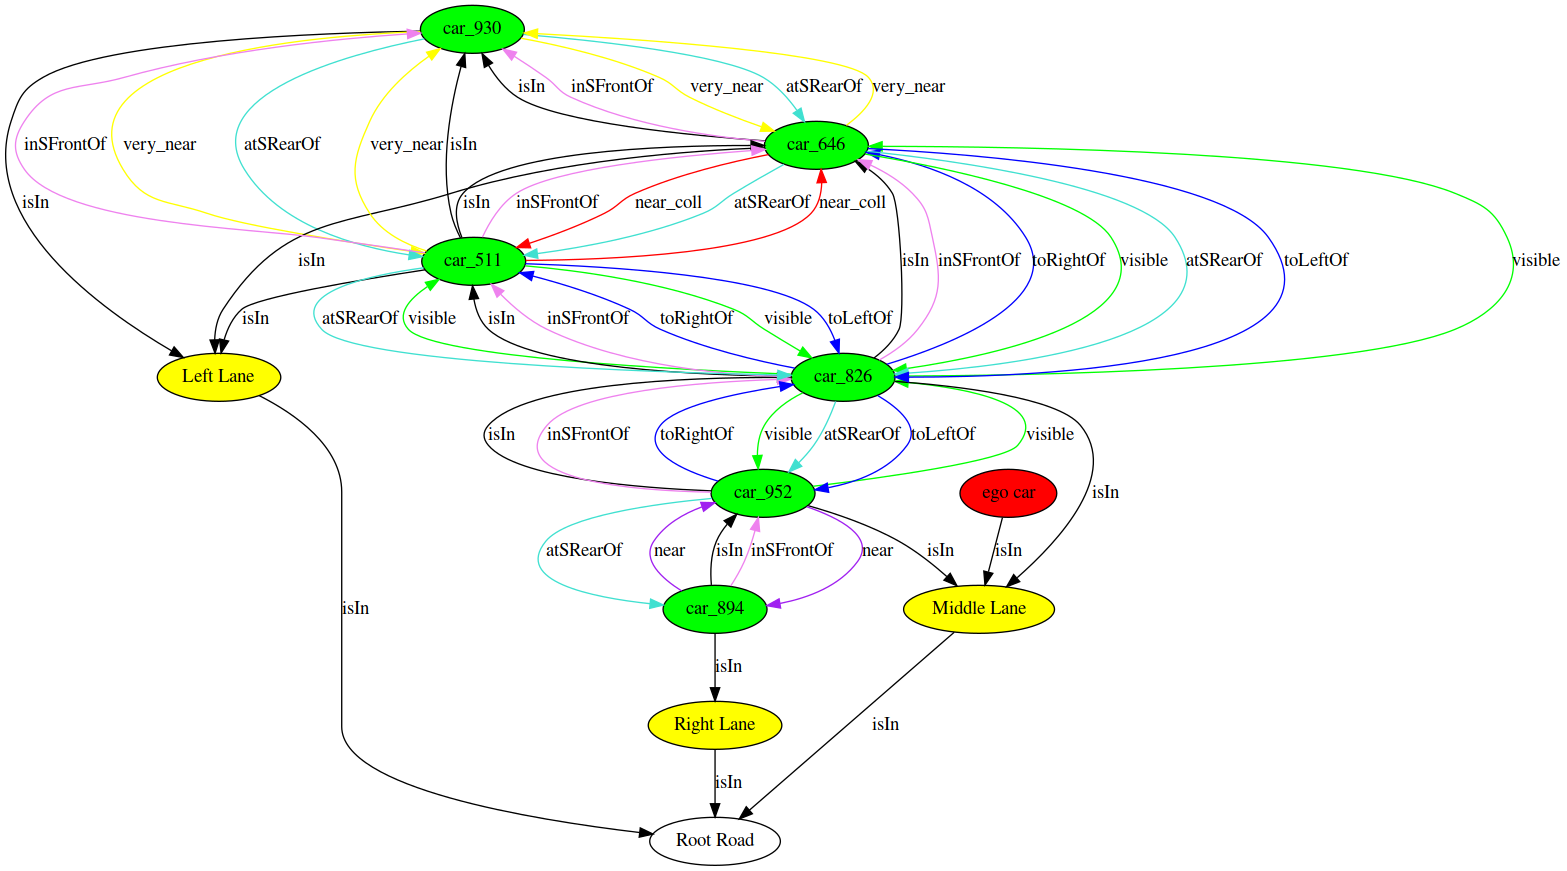 car_930
isIn
inSFrontOf
very_near
atSRearOf
very_near
car_646
inSFrontOf
very_near
atSRearOf
very_near
isIn
isIn
isIn
inSFrontOf
near_coll
atSRearOf
near_coll
car_511
isIn
isIn
inSFrontOf
toRightOf
visible
atSRearOf
toLeftOf
visible
isIn
atSRearOf
visible
isIn
inSFrontOf
toRightOf
visible
toLeftOf
Left Lane
car_826
isIn
inSFrontOf
toRightOf
visible
atSRearOf
toLeftOf
visible
car_952
ego car
isIn
atSRearOf
near
isIn
inSFrontOf
near
isIn
isIn
car_894
Middle Lane
isIn
isIn
Right Lane
isIn
isIn
Root Road